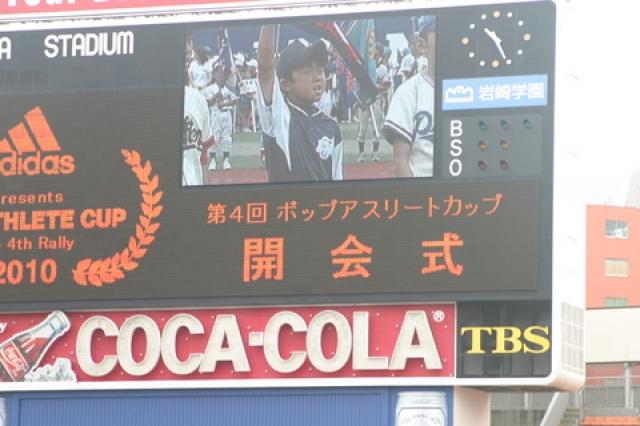 A STADIUM
岩崎学園
B
S
O
adidas
resents
THLETE CUP
4th Rally
2010
第4回 ポップアスリートカップ
開会式
COCA-COLA®
TBS